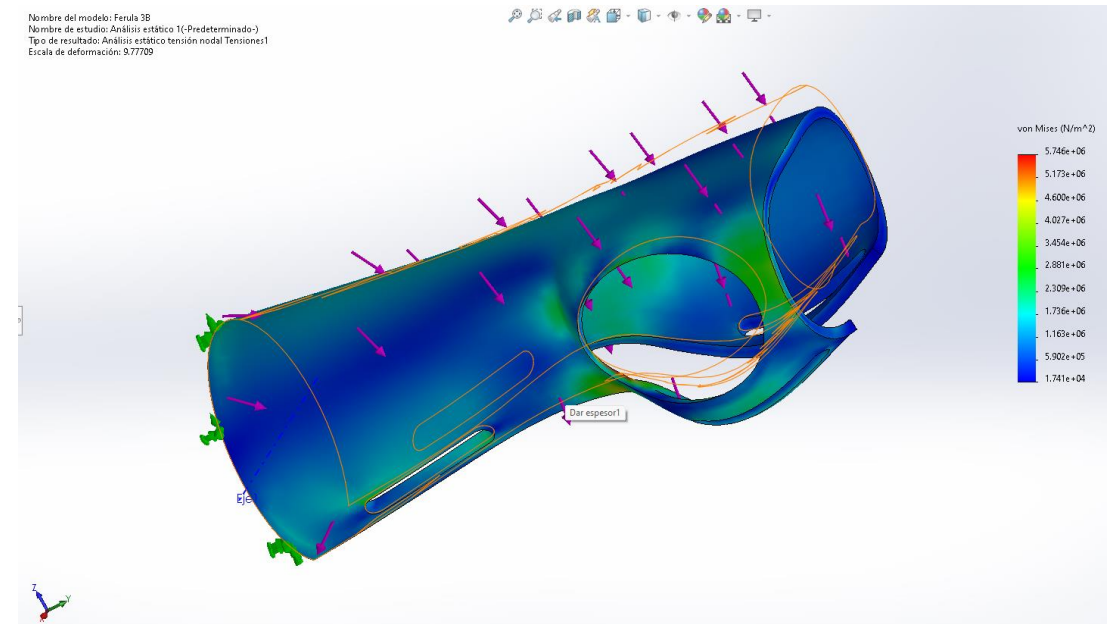 Nombre del modelo: Ferula 3B
Nombre de estudio: Análisis estático 1(-Predeterminado-)
Tipo de resultado: Análisis estático tensión nodal Tensiones1
Escala de deformación: 9.77709
von Mises (N/m^2)
5.746e+06
5.173e+06
4.600e+06
4.027e+06
3.454e+06
2.881e+06
2.309e+06
1.736e+06
1.163e+06
5.902e+05
1.741e+04
Dar espesor1
Z
Y
X